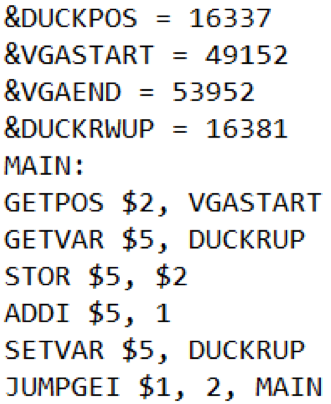 &DUCKPOS = 16337
&VGASTART = 49152
&VGAEND = 53952
&DUCKRWUP = 16381
MAIN:
GETPOS $2, VGASTART
GETVAR $5, DUCKRUP
STOR $5, $2
ADDI $5, 1
SETVAR $5, DUCKRUP
JUMPGEI $1, 2, MAIN